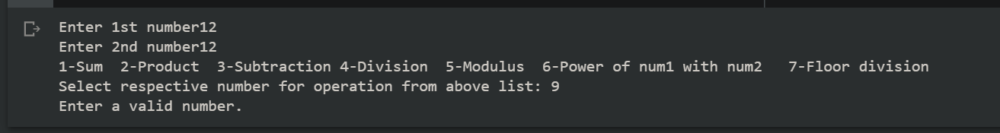 Enter 1st number12
Enter 2nd number12
1-Sum  2-Product  3-Subtraction 4-Division  5-Modulus  6-Power of num1 with num2   7-Floor division
Select respective number for operation from above list: 9
Enter a valid number.